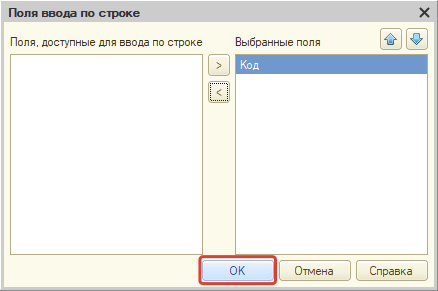 Поля ввода по строке
Поля, доступные для ввода по строке
Выбранные поля
>
<
Код
OK
Отмена
Справка